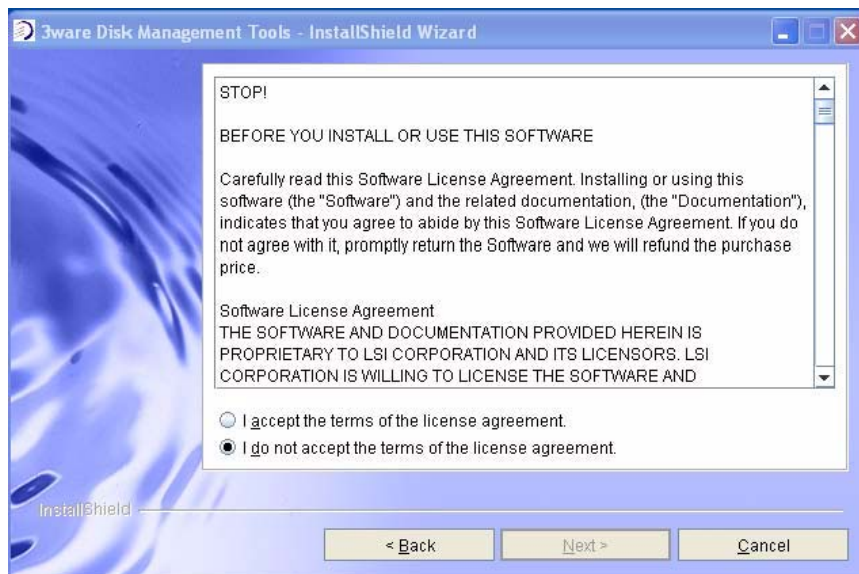 3ware Disk Management Tools - InstallShield Wizard
STOP!
BEFORE YOU INSTALL OR USE THIS SOFTWARE
Carefully read this Software License Agreement. Installing or using this
software (the "Software") and the related documentation, (the "Documentation"),
indicates that you agree to abide by this Software License Agreement. If you do
not agree with it, promptly return the Software and we will refund the purchase
price.
Software License Agreement
THE SOFTWARE AND DOCUMENTATION PROVIDED HEREIN IS
PROPRIETARY TO LSI CORPORATION AND ITS LICENSORS. LSI
CORPORATION IS WILLING TO LICENSE THE SOFTWARE AND
I accept the terms of the license agreement.
I do not accept the terms of the license agreement.
InstallShield
< Back
Next >
Cancel